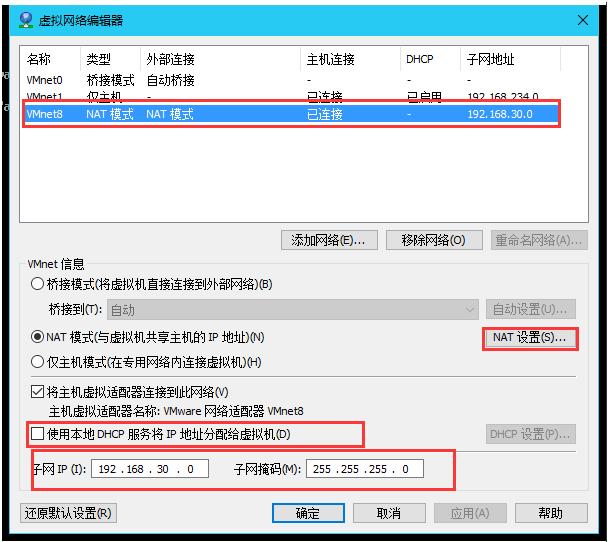 虚拟网络编辑器
名称 类型 外部连接 主机连接 DHCP 子网地址
VMnet0 桥接模式 自动桥接 - - -
VMnet1 仅主机... - 已连接 已启用 192.168.234.0
VMnet8 NAT 模式 NAT 模式 已连接 - 192.168.30.0
添加网络(E)... 移除网络(O) 重命名网络(A)...
VMnet 信息
桥接模式(将虚拟机直接连接到外部网络)(B)
桥接到(T): 自动 自动设置(U)...
NAT 模式(与虚拟机共享主机的 IP 地址)(N) NAT 设置(S)...
仅主机模式(在专用网络内连接虚拟机)(H)
将主机虚拟适配器连接到此网络(V)
主机虚拟适配器名称: VMware 网络适配器 VMnet8
使用本地 DHCP 服务将 IP 地址分配给虚拟机(D) DHCP 设置(P)...
子网 IP (I): 192 . 168 . 30 . 0 子网掩码(M): 255 . 255 . 255 . 0
还原默认设置(R) 确定 取消 应用(A) 帮助